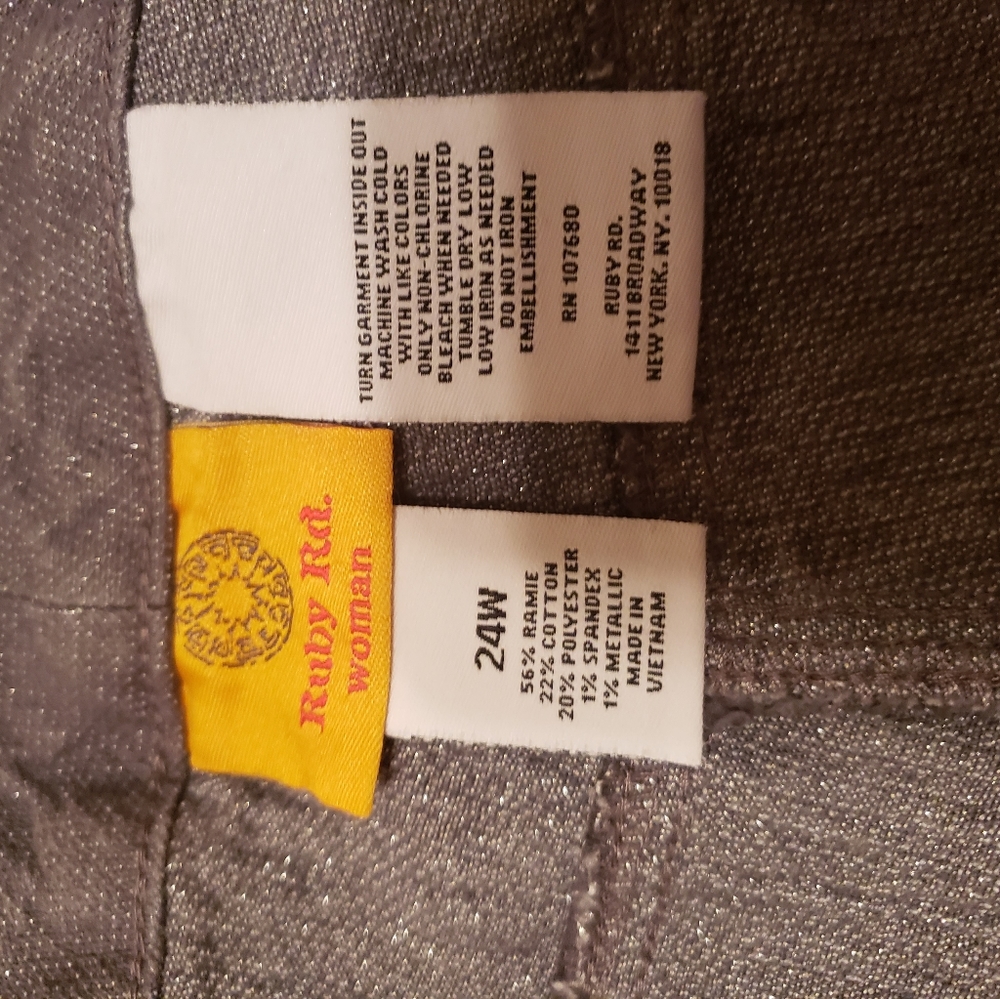 TURN GARMENT INSIDE OUT
MACHINE WASH COLD
WITH LIKE COLORS
ONLY NON-CHLORINE
BLEACH WHEN NEEDED
TUMBLE DRY LOW
LOW IRON AS NEEDED
DO NOT IRON
EMBELLISHMENT
RN 107680
RUBY RD.
1411 BROADWAY
NEW YORK. NY. 10018
Ruby Rd.
woman
24W
56% RAMIE
22% COTTON
20% POLYESTER
1% SPANDEX
1% METALLIC
MADE IN
VIETNAM